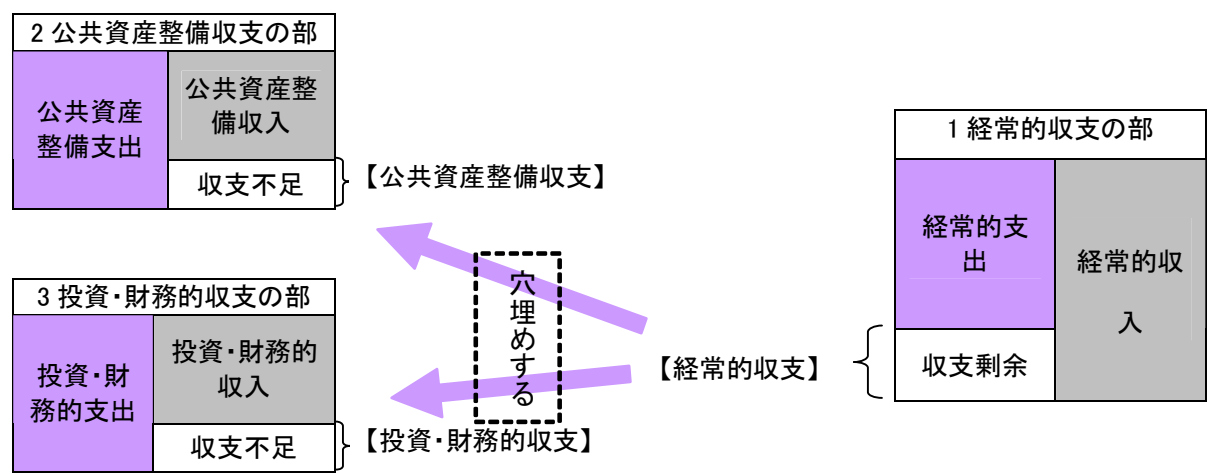 2 公共資産整備収支の部
公共資産
整備支出
公共資産整
備収入
収支不足
【公共資産整備収支】
3 投資・財務的収支の部
投資・財
務的支出
投資・財務的
収入
収支不足
【投資・財務的収支】
穴埋めする
【経常的収支】
1 経常的収支の部
経常的支
出
収支剰余
経常的収
入